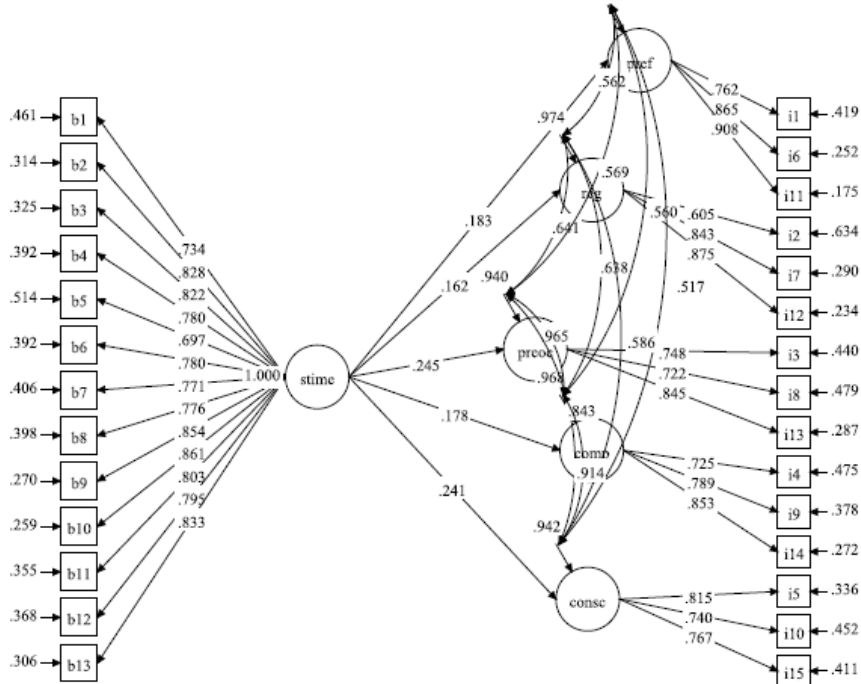 .461 b1
.314 b2
.325 b3
.392 b4
.514 b5
.392 b6
.406 b7
.398 b8
.270 b9
.259 b10
.355 b11
.368 b12
.306 b13
.734
.828
.822
.780
.697
.780
.771
.776
.854
.861
.803
.795
.833
1.000 stime
.183
.162
.245
.178
.241
pref
.562
.974
.569
reg
.560
.641
.638
.940
.517
.965
.586
preoc
.968
.843
comp
.914
.942
consc
.762
.865
.908
.605
.843
.875
.748
.722
.845
.725
.789
.853
.815
.740
.767
i1 .419
i6 .252
i11 .175
i2 .634
i7 .290
i12 .234
i3 .440
i8 .479
i13 .287
i4 .475
i9 .378
i14 .272
i5 .336
i10 .452
i15 .411